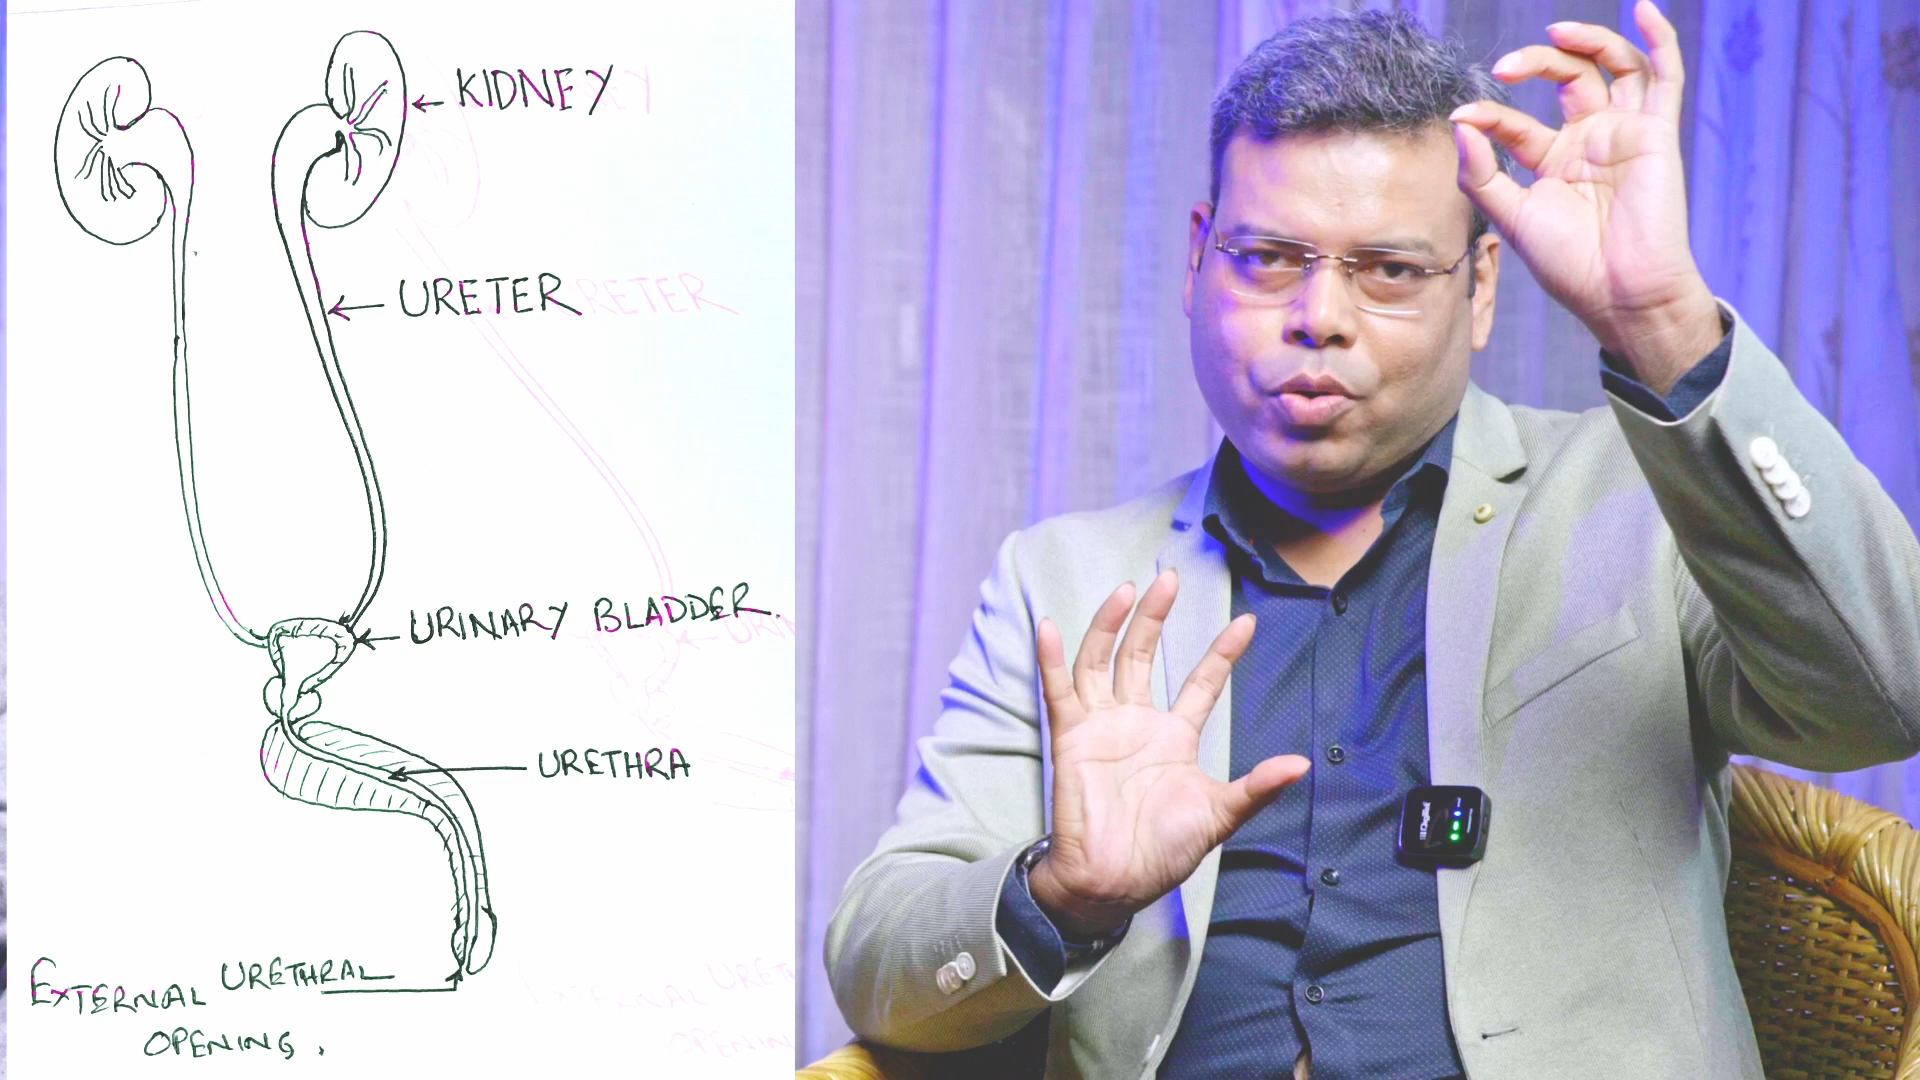 KIDNEY
URETER
URINARY BLADDER.
URETHRA
EXTERNAL URETHRAL
OPENING.